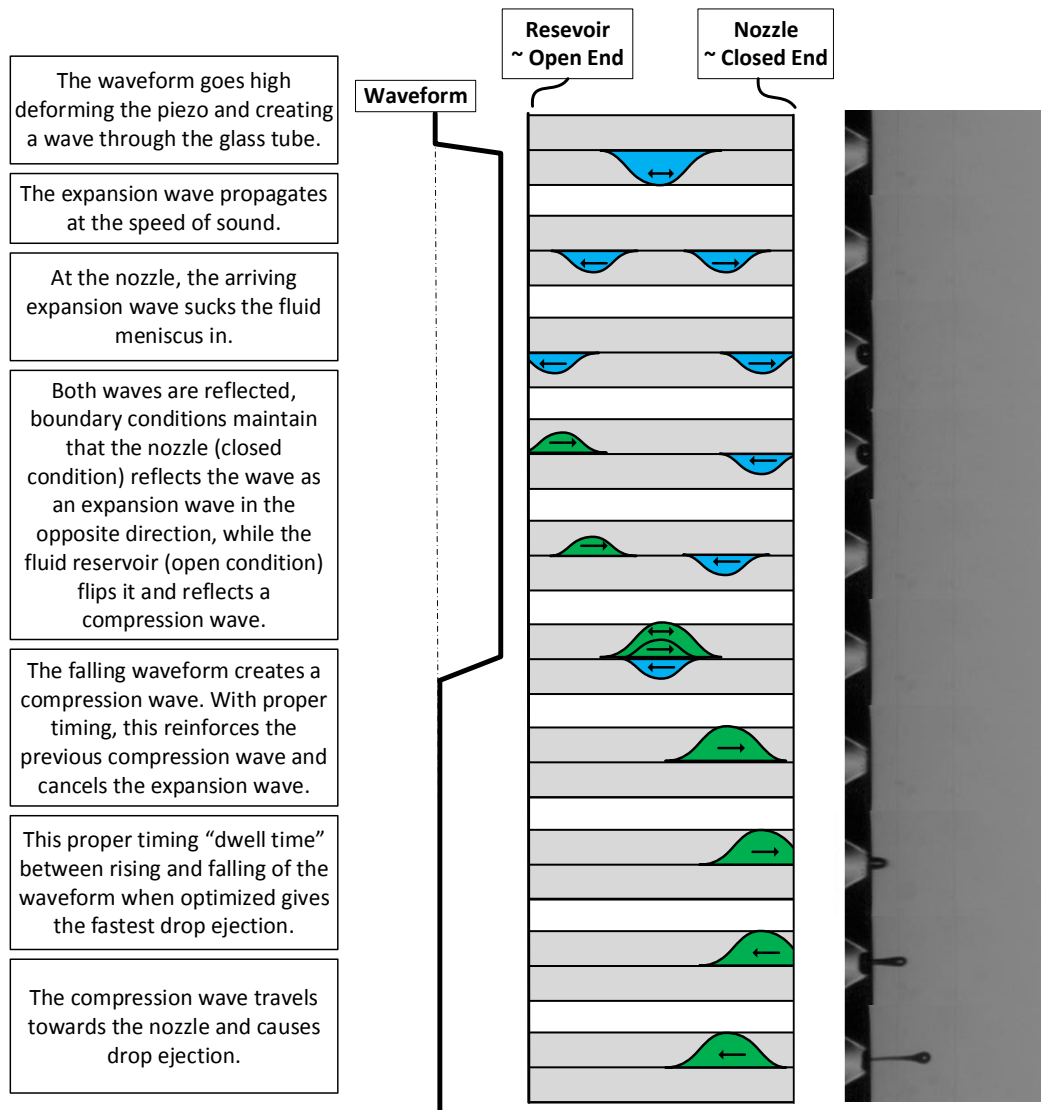 Resevoir
~ Open End
Nozzle
~ Closed End
Waveform
The waveform goes high
deforming the piezo and creating
a wave through the glass tube.
The expansion wave propagates
at the speed of sound.
At the nozzle, the arriving
expansion wave sucks the fluid
meniscus in.
Both waves are reflected,
boundary conditions maintain
that the nozzle (closed
condition) reflects the wave as
an expansion wave in the
opposite direction, while the
fluid reservoir (open condition)
flips it and reflects a
compression wave.
The falling waveform creates a
compression wave. With proper
timing, this reinforces the
previous compression wave and
cancels the expansion wave.
This proper timing “dwell time”
between rising and falling of the
waveform when optimized gives
the fastest drop ejection.
The compression wave travels
towards the nozzle and causes
drop ejection.